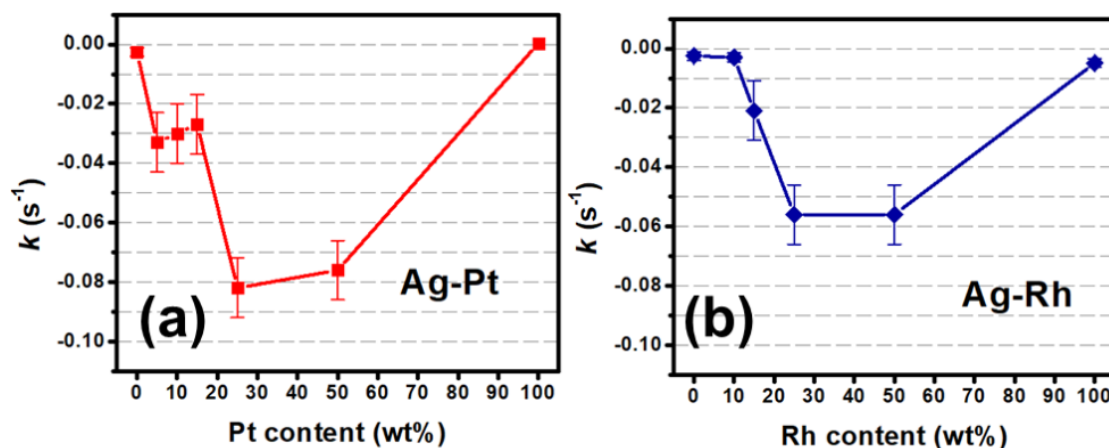 0.00
-0.02
-0.04
-0.06
-0.08
-0.10
k (s⁻¹)
(a)
Ag-Pt
0 10 20 30 40 50 60 70 80 90 100
Pt content (wt%)
0.00
-0.02
-0.04
-0.06
-0.08
-0.10
k (s⁻¹)
(b)
Ag-Rh
0 10 20 30 40 50 60 70 80 90 100
Rh content (wt%)